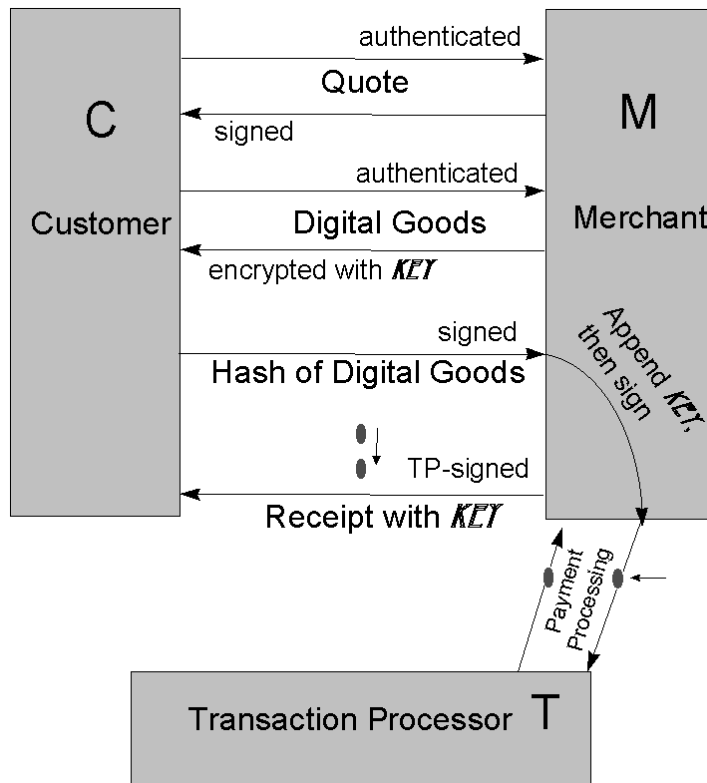 authenticated
Quote
C
M
signed
authenticated
Customer
Digital Goods
Merchant
encrypted with KEY
signed
Hash of Digital Goods
Append KEY,
then sign
TP-signed
Receipt with KEY
Payment
Processing
Transaction Processor T